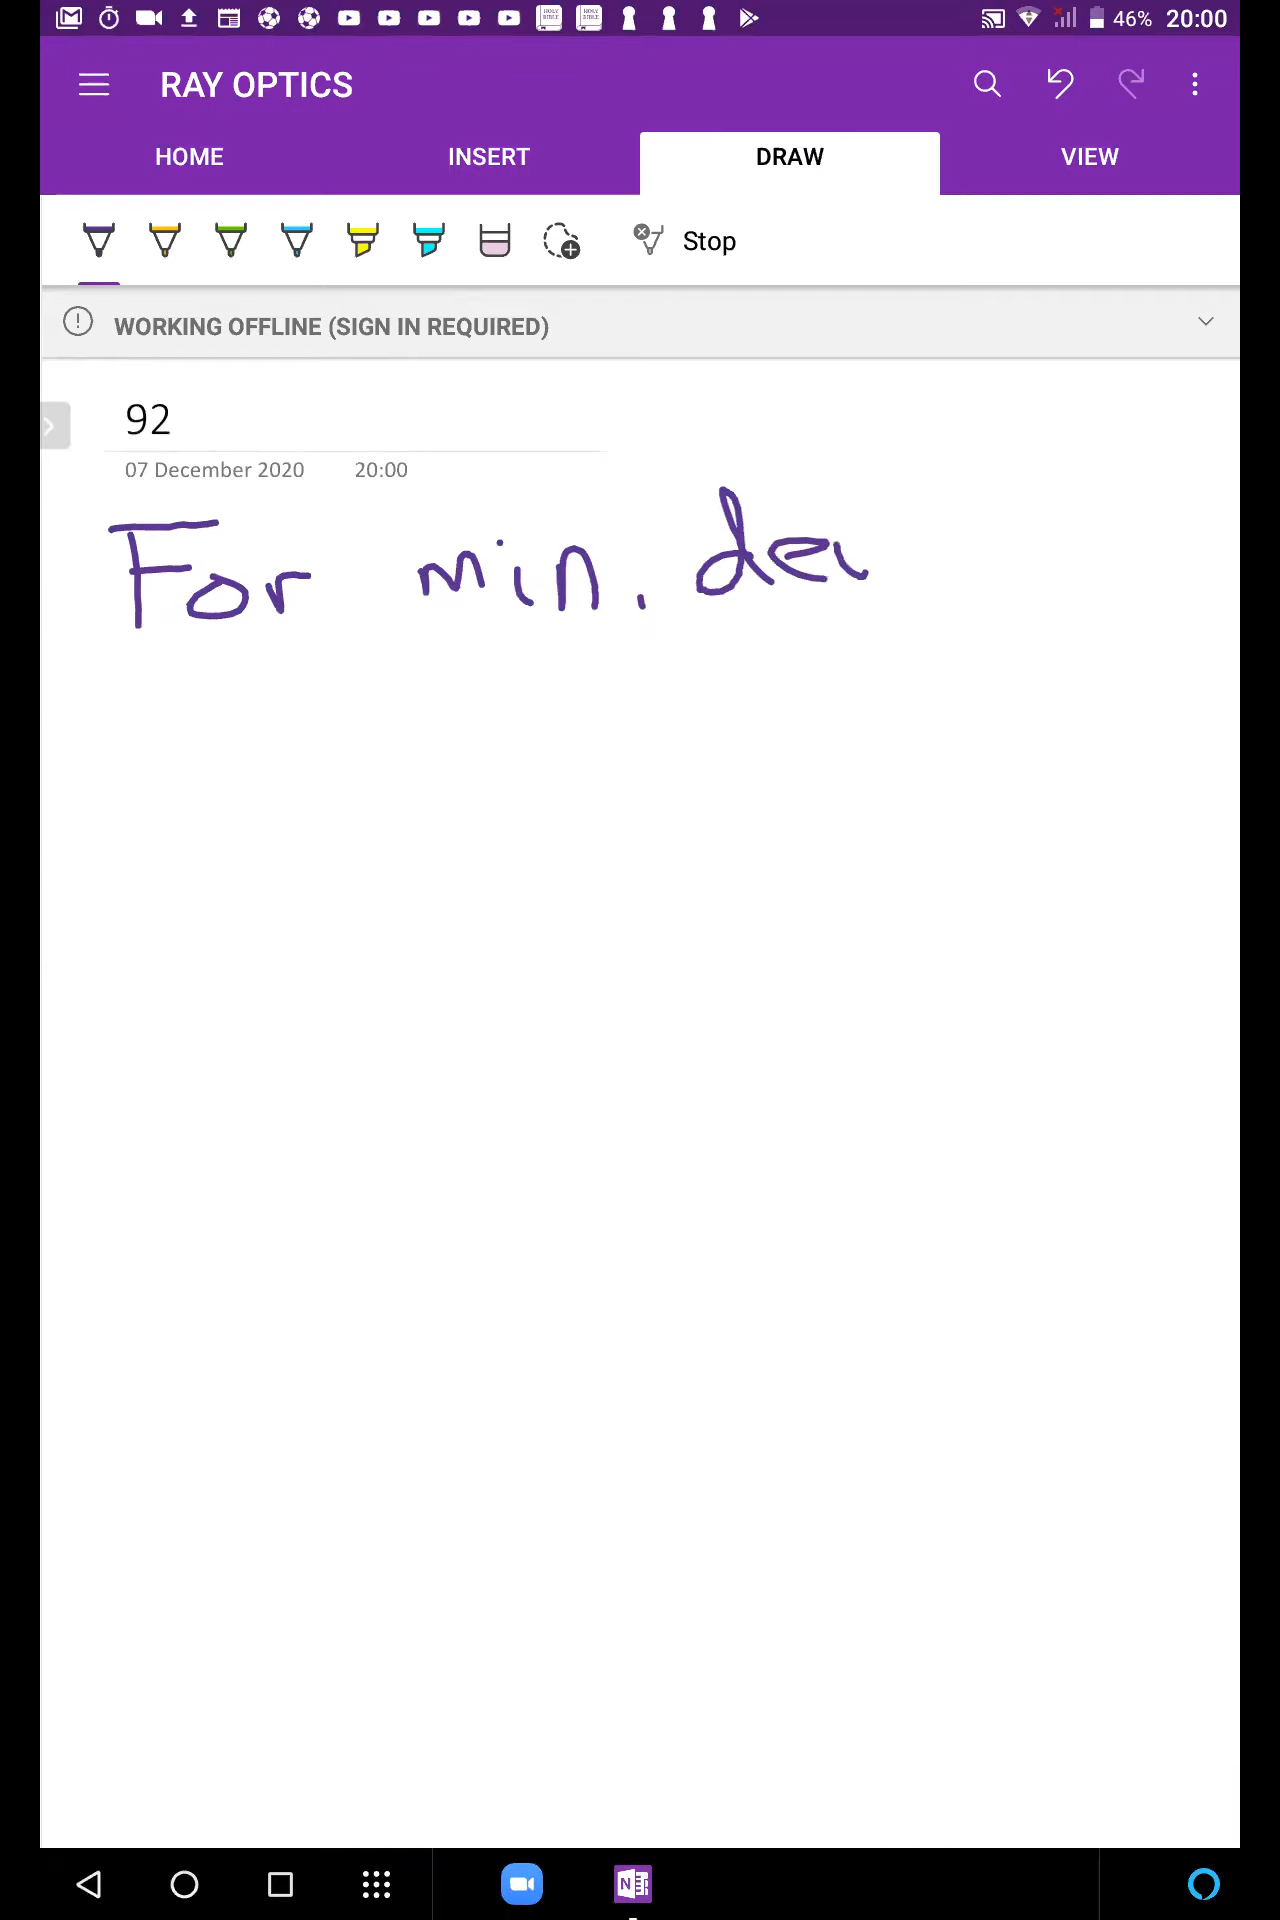 46% 20:00
RAY OPTICS
HOME INSERT DRAW VIEW
Stop
WORKING OFFLINE (SIGN IN REQUIRED)
92
07 December 2020 20:00
For min. dev